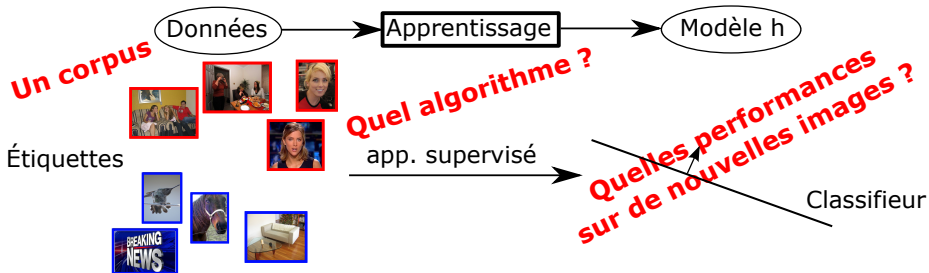 Données
Apprentissage
Modèle h
Un corpus
Quel algorithme ?
Quelles performances
sur de nouvelles images ?
Étiquettes
app. supervisé
Classifieur
BREAKING
NEWS